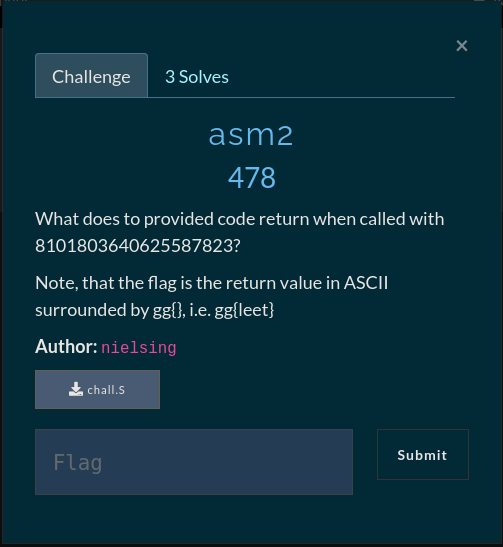 ×
Challenge
3 Solves
asm2
478
What does to provided code return when called with
8101803640625587823?
Note, that the flag is the return value in ASCII
surrounded by gg{}, i.e. gg{leet}
Author: nielsing
chall.S
Flag
Submit